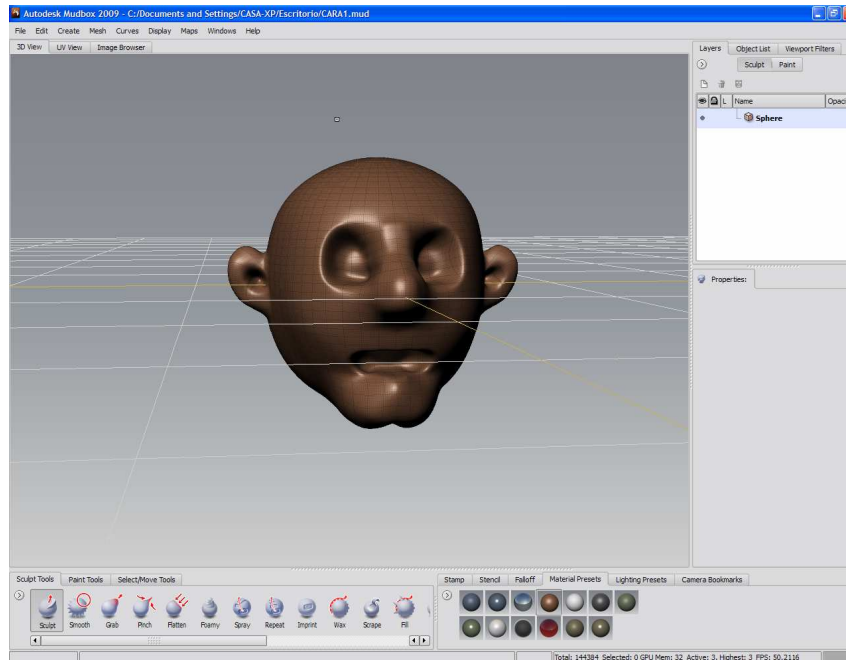 Autodesk Mudbox 2009 - C:/Documents and Settings/CASA-XP/Escritorio/CARA1.mud
File Edit Create Mesh Curves Display Maps Windows Help
3D View UV View Image Browser
Layers Object List Viewport Filters
Sculpt Paint
L Name Opaci
Sphere
Properties:
Sculpt Tools Paint Tools Select/Move Tools
Stamp Stencil Falloff Material Presets Lighting Presets Camera Bookmarks
Sculpt Smooth Grab Pinch Flatten Foamy Spray Repeat Imprint Wax Scrape Fill
Total: 144384 Selected: 0 GPU Mem: 32 Active: 3, Highest: 3 FPS: 50.2116